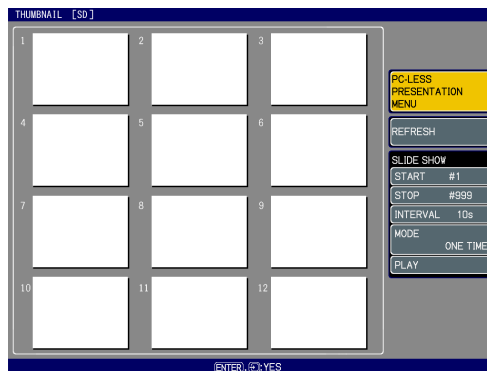 THUMBNAIL [SD]
1 2 3
4 5 6
7 8 9
10 11 12
PC-LESS
PRESENTATION
MENU
REFRESH
SLIDE SHOW
START #1
STOP #999
INTERVAL 10s
MODE
ONE TIME
PLAY
ENTER, :YES